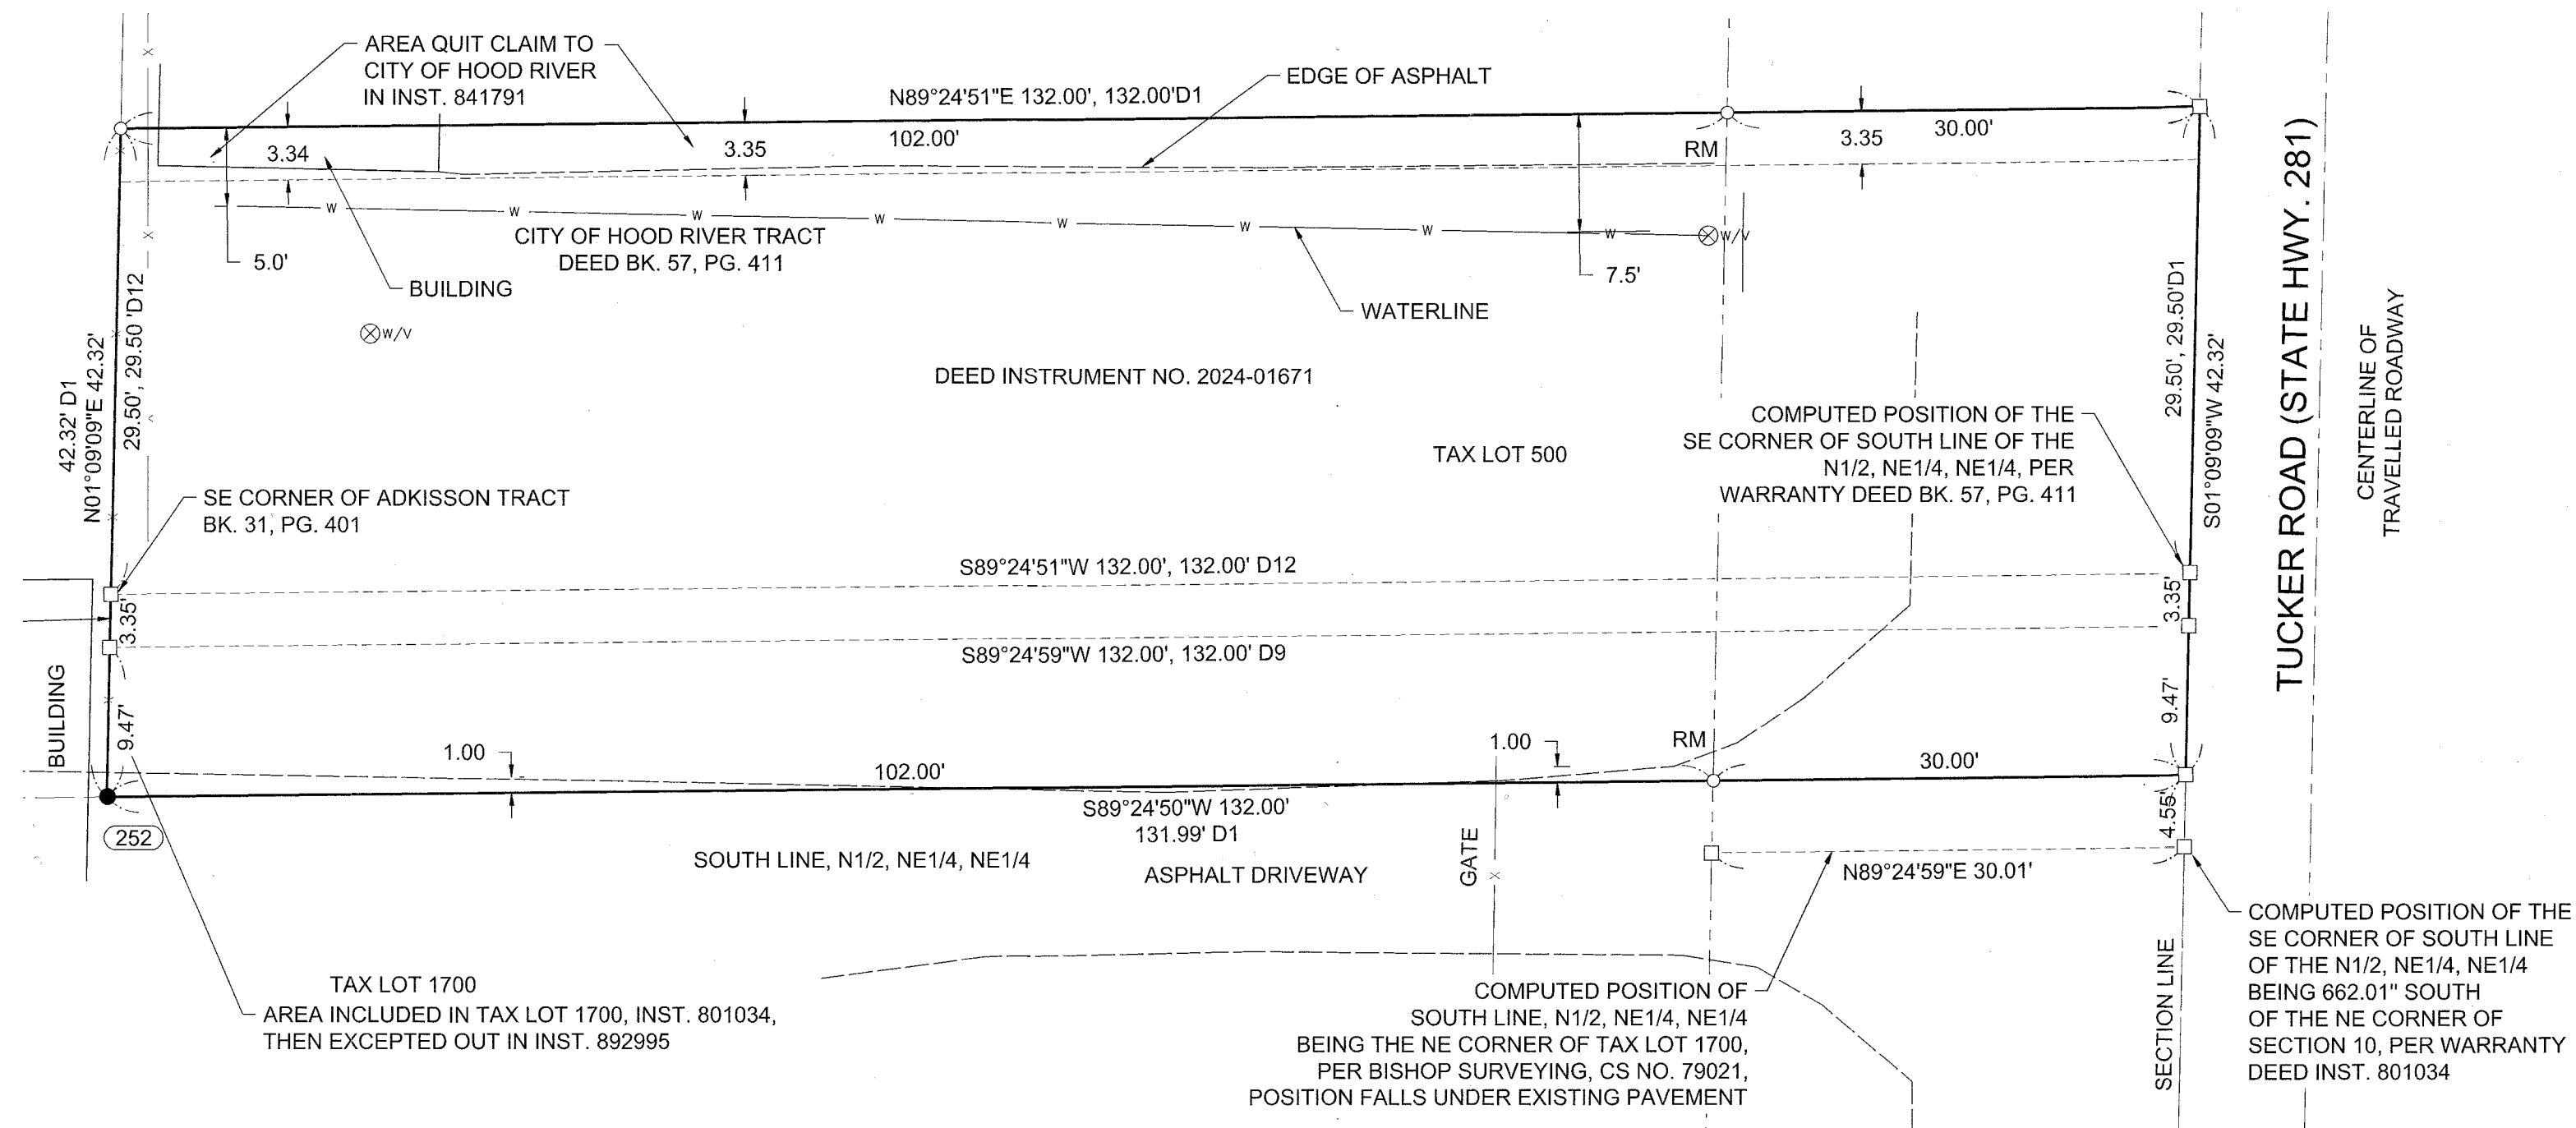 AREA QUIT CLAIM TO
CITY OF HOOD RIVER
IN INST. 841791
N89°24'51"E 132.00', 132.00'D1
EDGE OF ASPHALT
102.00'
30.00'
3.34
3.35
3.35
RM
W W W W W W W W
W/V
CITY OF HOOD RIVER TRACT
DEED BK. 57, PG. 411
5.0'
BUILDING
7.5'
WATERLINE
W/V
42.32' D1
N01°09'09"E 42.32'
29.50', 29.50 'D12
DEED INSTRUMENT NO. 2024-01671
TAX LOT 500
COMPUTED POSITION OF THE
SE CORNER OF SOUTH LINE OF THE
N1/2, NE1/4, NE1/4, PER
WARRANTY DEED BK. 57, PG. 411
29.50', 29.50'D1
S01°09'09"W 42.32'
TUCKER ROAD (STATE HWY. 281)
CENTERLINE OF
TRAVELLED ROADWAY
SE CORNER OF ADKISSON TRACT
BK. 31, PG. 401
S89°24'51"W 132.00', 132.00' D12
3.35'
3.35'
S89°24'59"W 132.00', 132.00' D9
BUILDING
9.47'
9.47'
1.00
102.00'
1.00
RM
30.00'
S89°24'50"W 132.00'
131.99' D1
252
SOUTH LINE, N1/2, NE1/4, NE1/4
ASPHALT DRIVEWAY
GATE
4.55'
N89°24'59"E 30.01'
TAX LOT 1700
AREA INCLUDED IN TAX LOT 1700, INST. 801034,
THEN EXCEPTED OUT IN INST. 892995
COMPUTED POSITION OF
SOUTH LINE, N1/2, NE1/4, NE1/4
BEING THE NE CORNER OF TAX LOT 1700,
PER BISHOP SURVEYING, CS NO. 79021,
POSITION FALLS UNDER EXISTING PAVEMENT
SECTION LINE
COMPUTED POSITION OF THE
SE CORNER OF SOUTH LINE
OF THE N1/2, NE1/4, NE1/4
BEING 662.01" SOUTH
OF THE NE CORNER OF
SECTION 10, PER WARRANTY
DEED INST. 801034